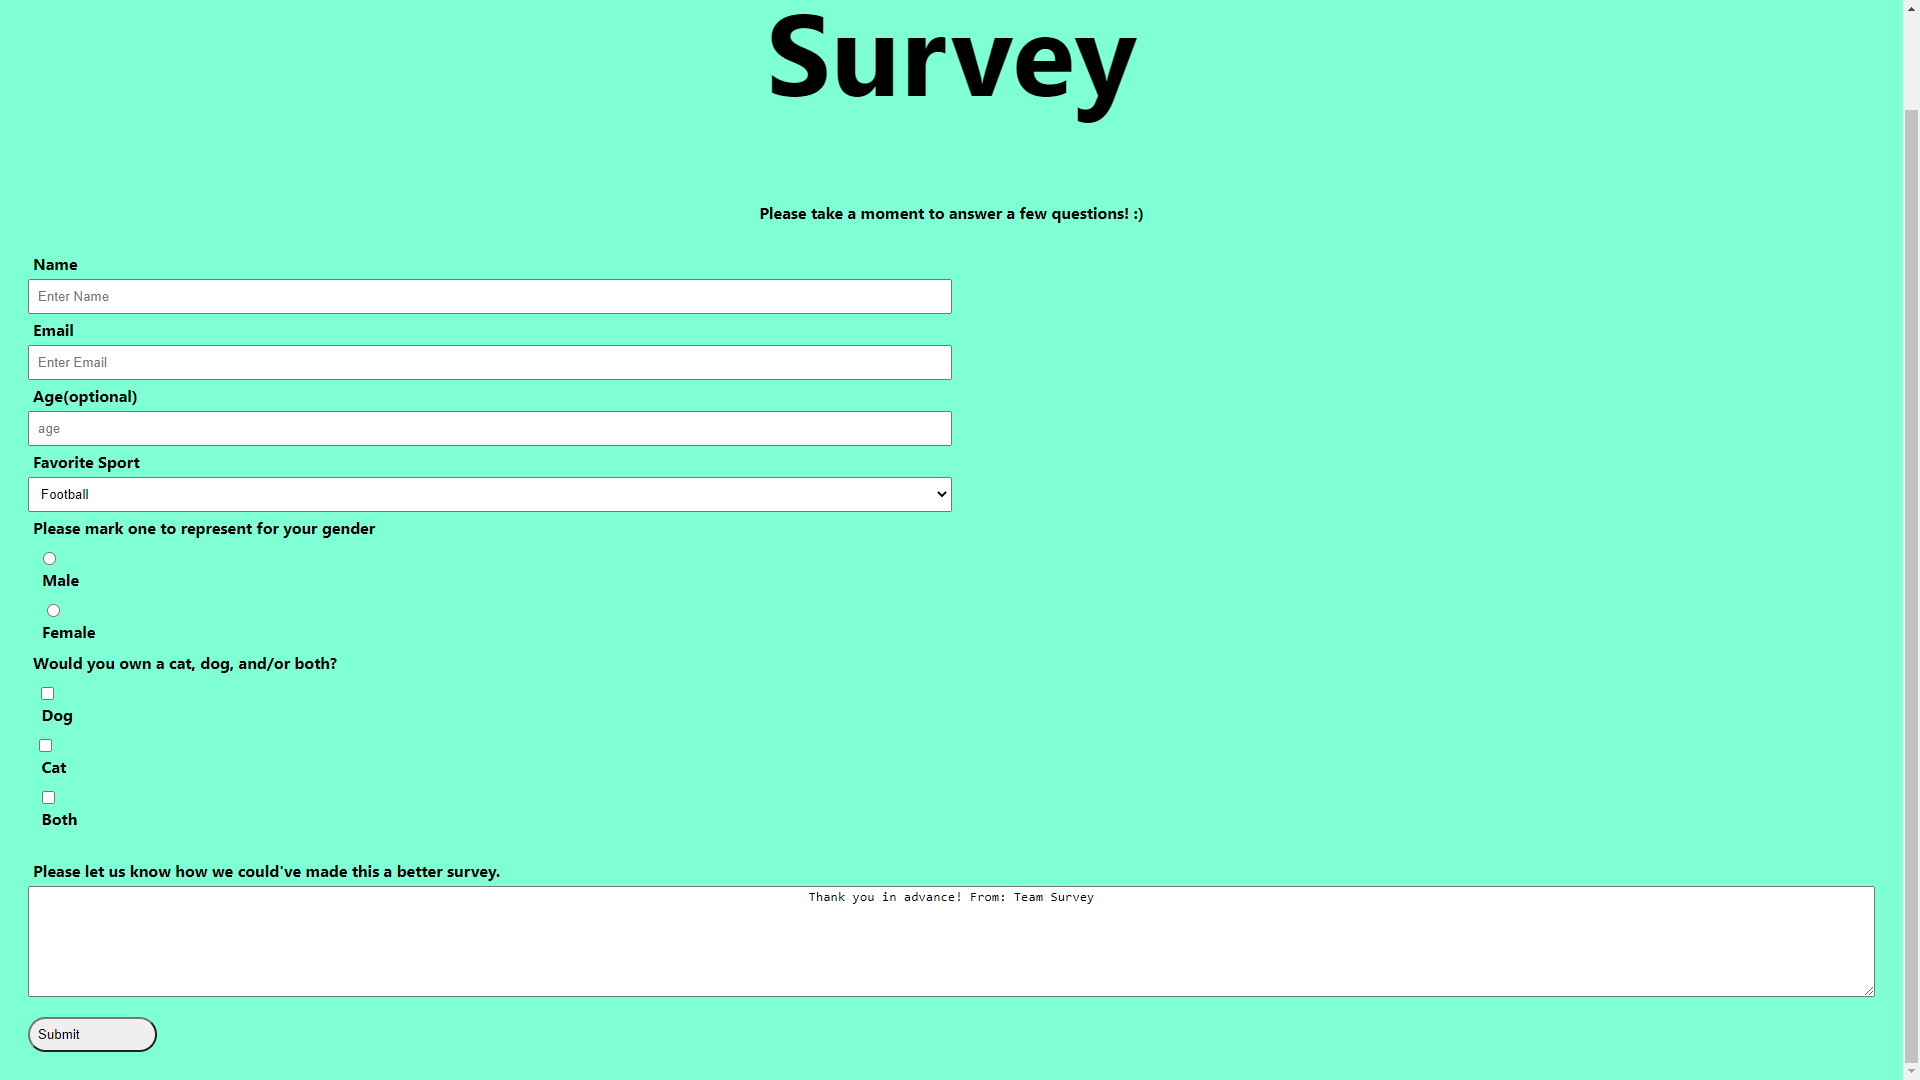 Survey
Please take a moment to answer a few questions! :)
Name
Enter Name
Email
Enter Email
Age(optional)
age
Favorite Sport
Football
Please mark one to represent for your gender
Male
Female
Would you own a cat, dog, and/or both?
Dog
Cat
Both
Please let us know how we could've made this a better survey.
Thank you in advance! From: Team Survey
Submit